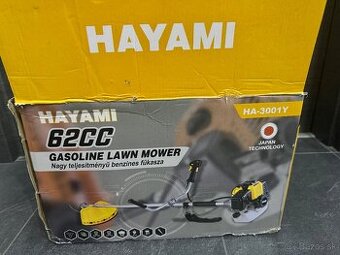 HAYAMI
HAYAMI
HA-3001Y
62CC
GASOLINE LAWN MOWER
Nagy teljesítményű benzines fűkasza
JAPAN
TECHNOLOGY